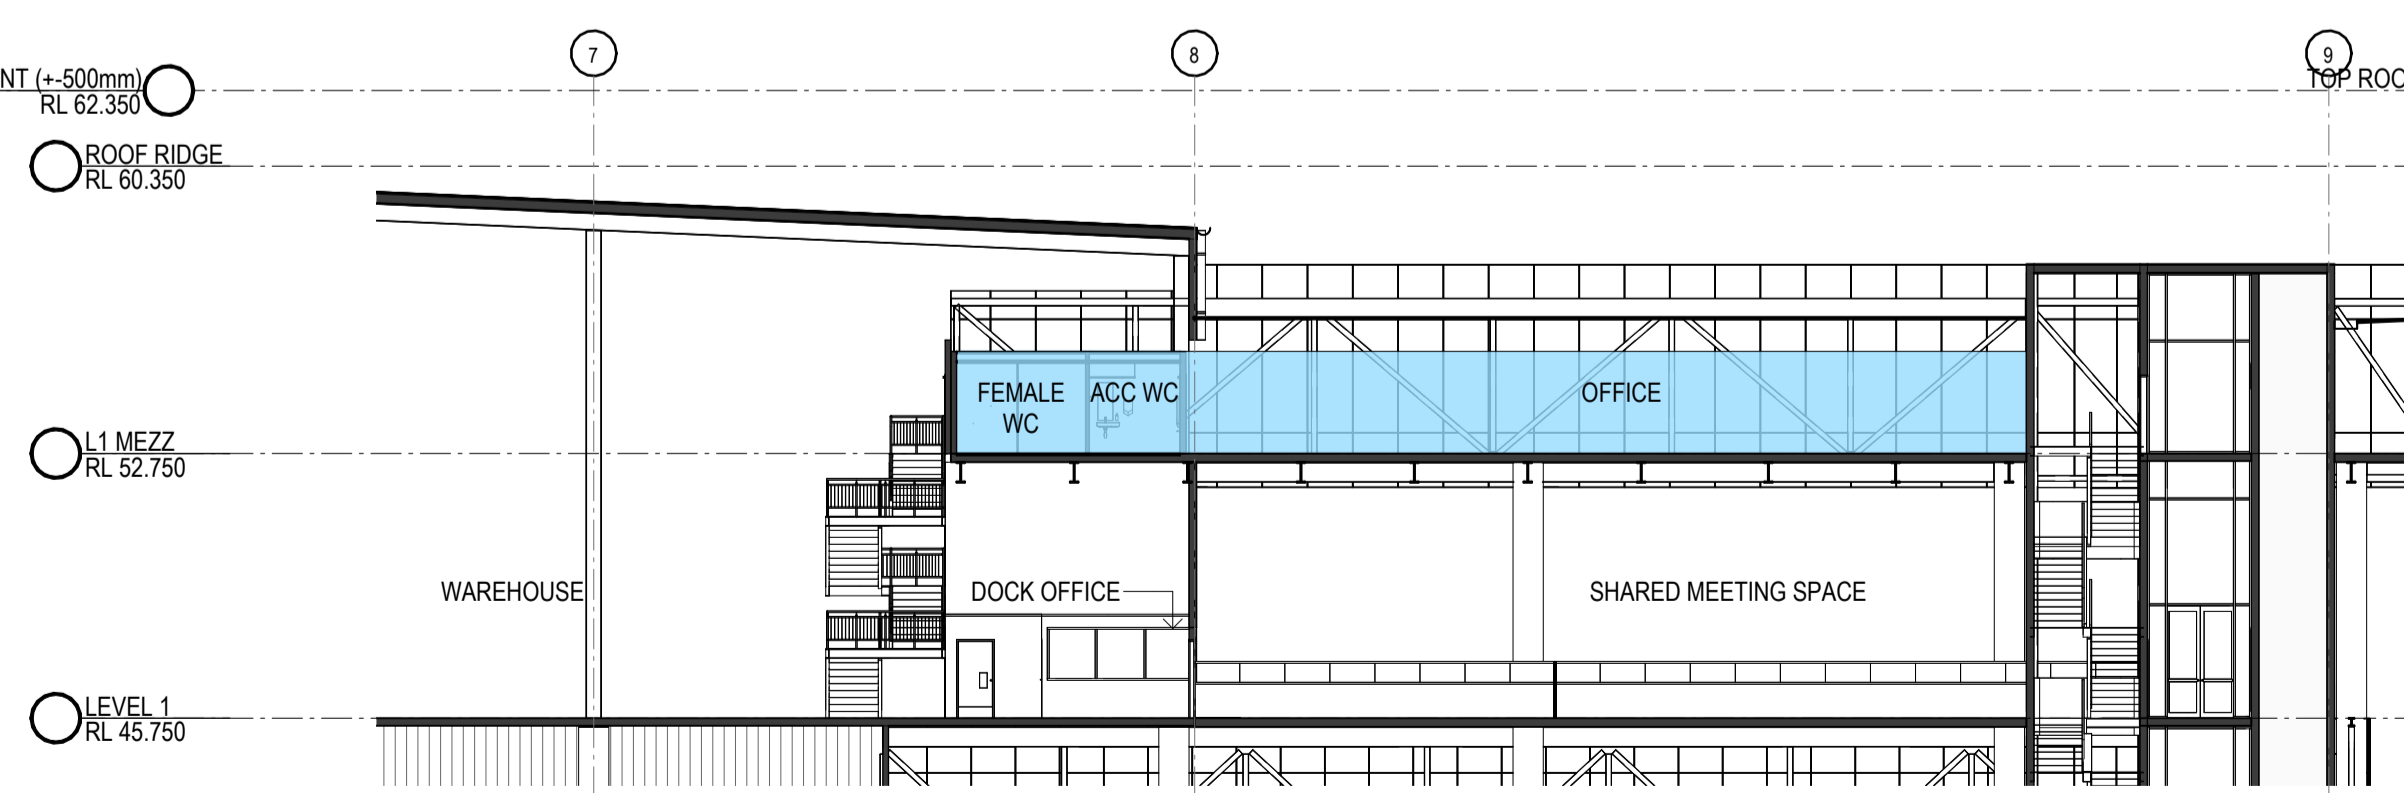 7
8
9
NT (+-500mm)
RL 62.350
TOP ROO
ROOF RIDGE
RL 60.350
FEMALE
WC
ACC WC
OFFICE
L1 MEZZ
RL 52.750
WAREHOUSE
DOCK OFFICE
SHARED MEETING SPACE
LEVEL 1
RL 45.750